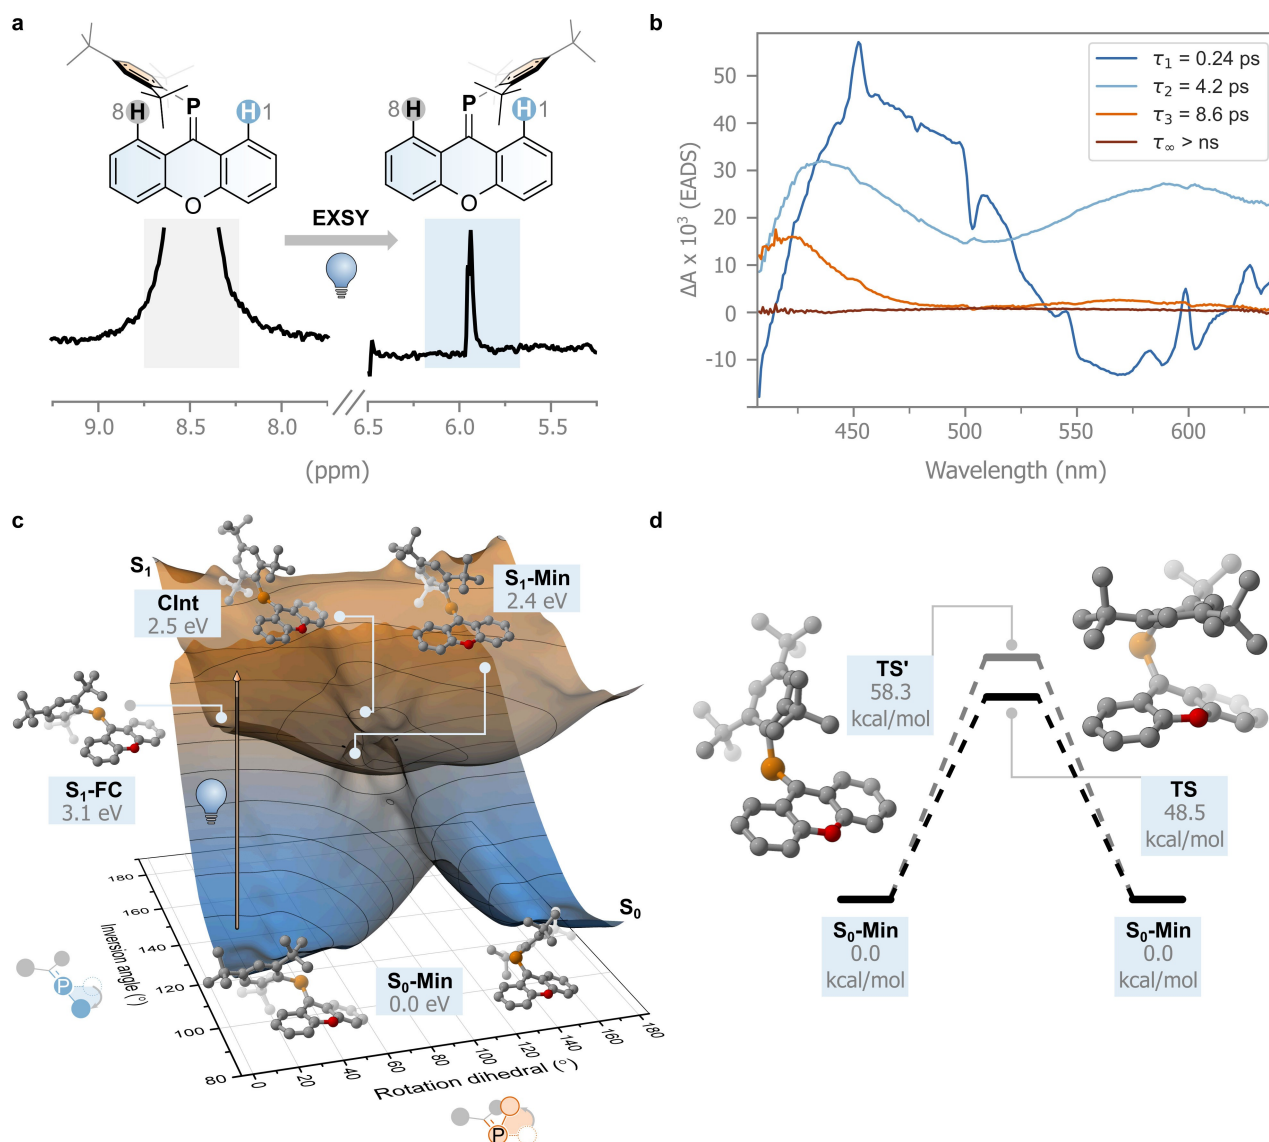 a
8 H
P
H 1
O
EXSY
8 H
P
H 1
O
9.0 8.5 8.0 6.5 6.0 5.5
(ppm)
b
ΔA x 10³ (EADS)
50
40
30
20
10
0
-10
τ₁ = 0.24 ps
τ₂ = 4.2 ps
τ₃ = 8.6 ps
τ∞ > ns
450 500 550 600
Wavelength (nm)
c
S₁
CInt
2.5 eV
S₁-Min
2.4 eV
S₁-FC
3.1 eV
S₀
S₀-Min
0.0 eV
Inversion angle (°)
180
160
140
120
100
80
0 20 40 60 80 100 120 140 160 180
Rotation dihedral (°)
P
P
d
TS'
58.3
kcal/mol
TS
48.5
kcal/mol
S₀-Min
0.0
kcal/mol
S₀-Min
0.0
kcal/mol